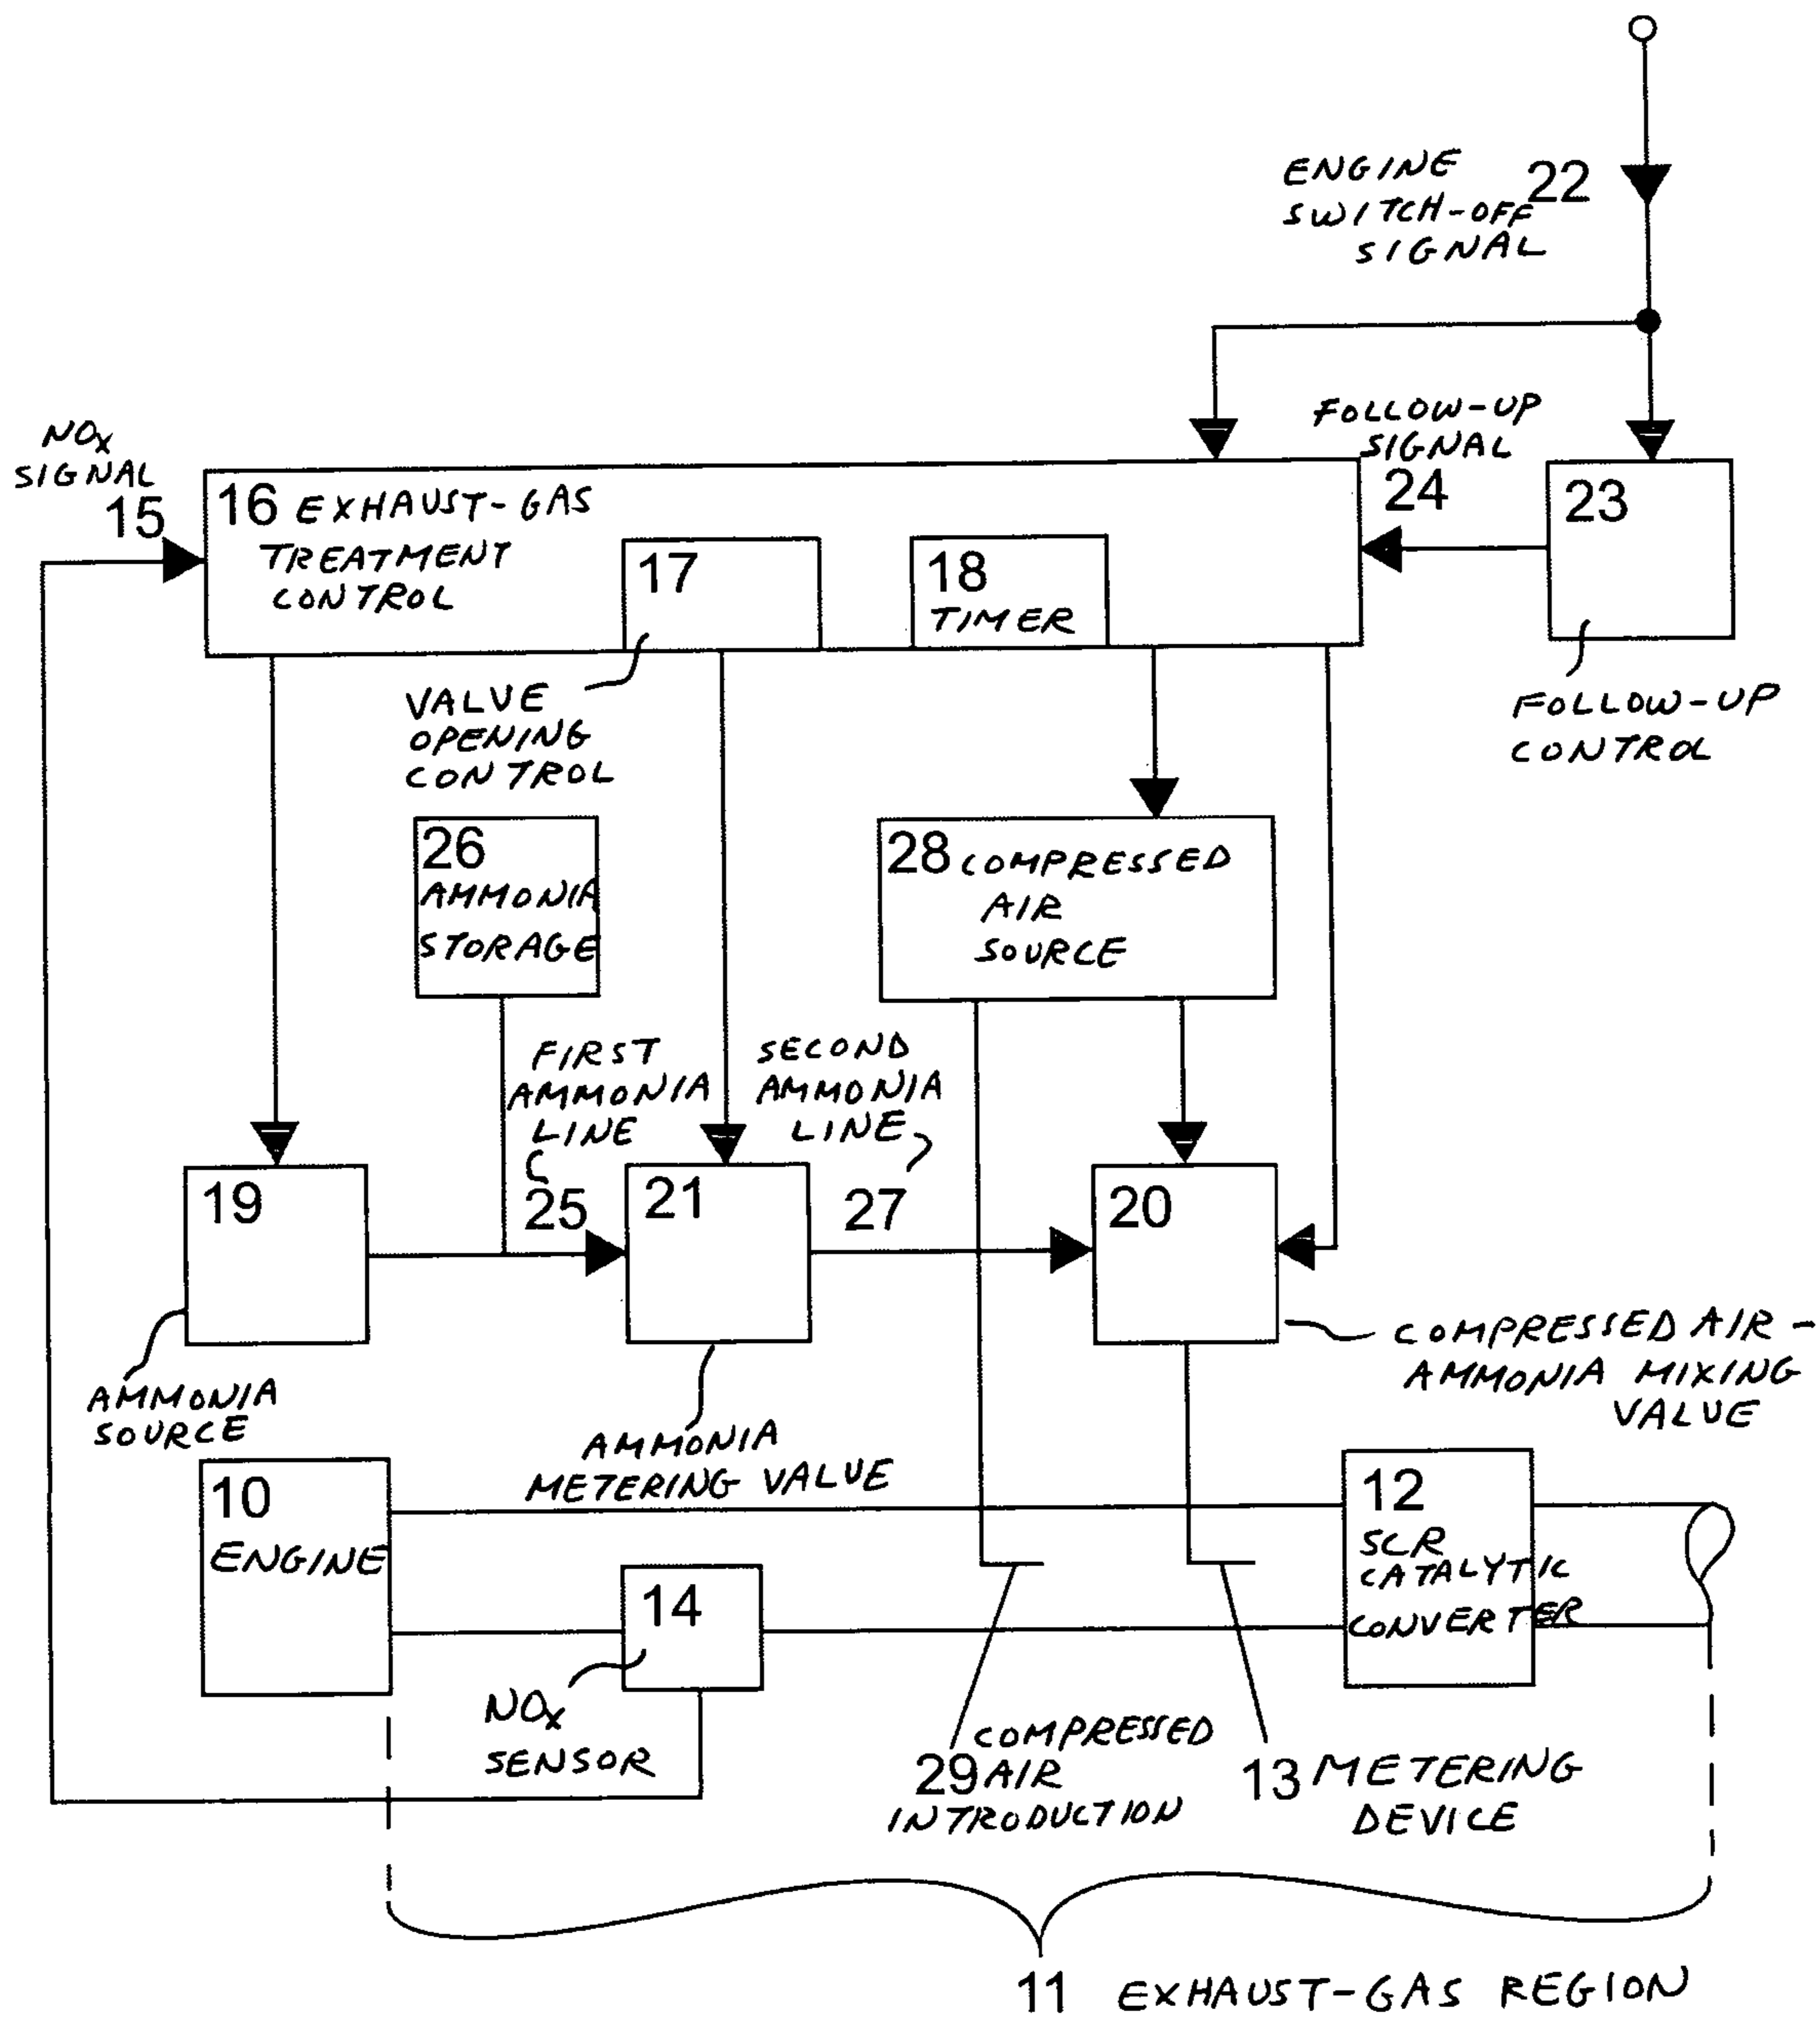 ENGINE 22
SWITCH-OFF
SIGNAL
NOx
SIGNAL
15
16 EXHAUST-GAS
TREATMENT
CONTROL
17
18
TIMER
FOLLOW-UP
SIGNAL
24
23
VALUE
OPENING
CONTROL
FOLLOW-UP
CONTROL
26
AMMONIA
STORAGE
28 COMPRESSED
AIR
SOURCE
FIRST
AMMONIA
LINE
25
SECOND
AMMONIA
LINE
27
19
21
20
AMMONIA
SOURCE
AMMONIA
METERING VALUE
COMPRESSED AIR-
AMMONIA MIXING
VALUE
10
ENGINE
14
12
SCR
CATALYTIC
CONVERTER
NOx
SENSOR
COMPRESSED
29 AIR
INTRODUCTION
13 METERING
DEVICE
11 EXHAUST-GAS REGION